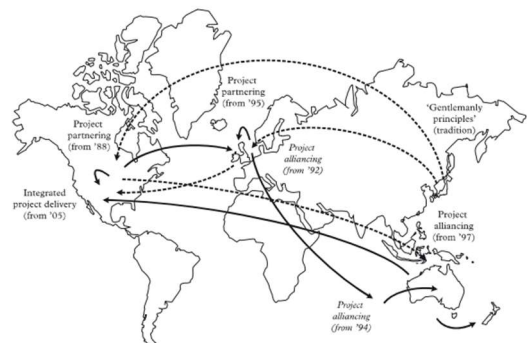 Project
partnering
(from '95)
Project
partnering
(from '88)
'Gentlemanly
principles'
(tradition)
Project
alliancing
(from '92)
Integrated
project delivery
(from '05)
Project
alliancing
(from '97)
Project
alliancing
(from '94)